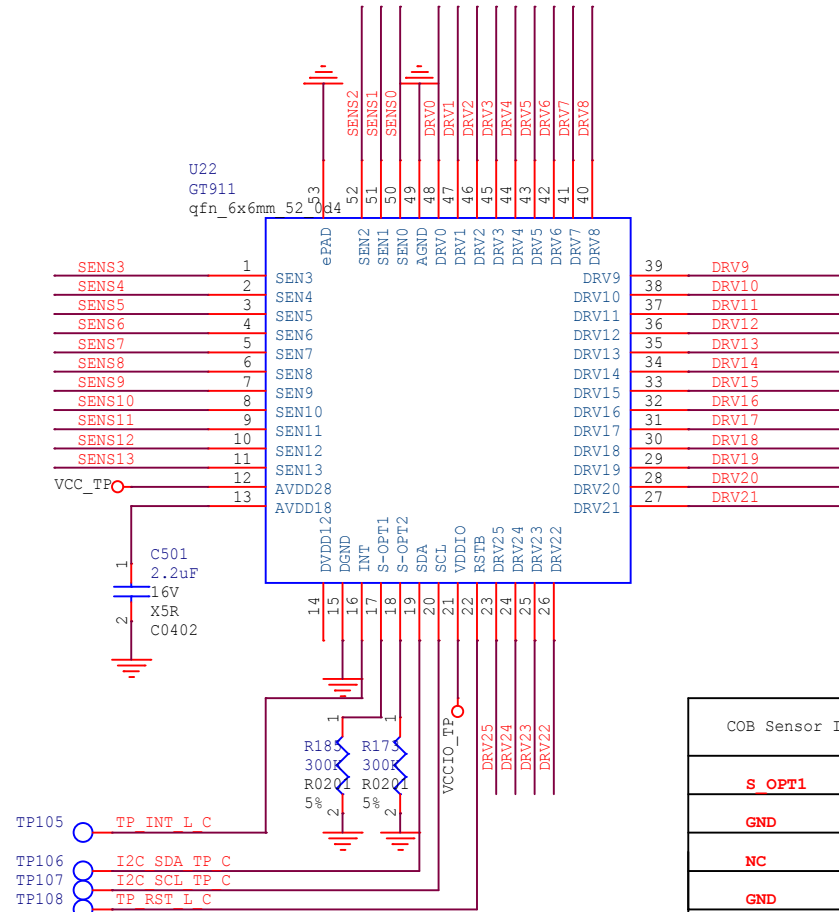 SENS2
SENS1
SENS0
DRV0
DRV1
DRV2
DRV3
DRV4
DRV5
DRV6
DRV7
DRV8
U22
GT911
qfn_6x6mm_52_0d4
53
52
51
50
49
48
47
46
45
44
43
42
41
40
ePAD
SEN2
SEN1
SEN0
AGND
DRV0
DRV1
DRV2
DRV3
DRV4
DRV5
DRV6
DRV7
DRV8
SENS3 1 SEN3
SENS4 2 SEN4
SENS5 3 SEN5
SENS6 4 SEN6
SENS7 5 SEN7
SENS8 6 SEN8
SENS9 7 SEN9
SENS10 8 SEN10
SENS11 9 SEN11
SENS12 10 SEN12
SENS13 11 SEN13
VCC_TP 12 AVDD28
13 AVDD18
DRV9 39 DRV9
DRV10 38 DRV10
DRV11 37 DRV11
DRV12 36 DRV12
DRV13 35 DRV13
DRV14 34 DRV14
DRV15 33 DRV15
DRV16 32 DRV16
DRV17 31 DRV17
DRV18 30 DRV18
DRV19 29 DRV19
DRV20 28 DRV20
DRV21 27 DRV21
DVDD12
DGND
INT
S-OPT1
S-OPT2
SDA
SCL
VDDIO
RSTB
DRV25
DRV24
DRV23
DRV22
14
15
16
17
18
19
20
21
22
23
24
25
26
1
C501
2.2uF
16V
X5R
C0402
2
1
R185
300K
R0201
5%
2
1
R173
300K
R0201
5%
2
VCCIO_TP
DRV25
DRV24
DRV23
DRV22
COB Sensor I
S_OPT1
GND
NC
GND
TP105 TP_INT_L_C
TP106 I2C_SDA_TP_C
TP107 I2C_SCL_TP_C
TP108 TP_RST_L_C